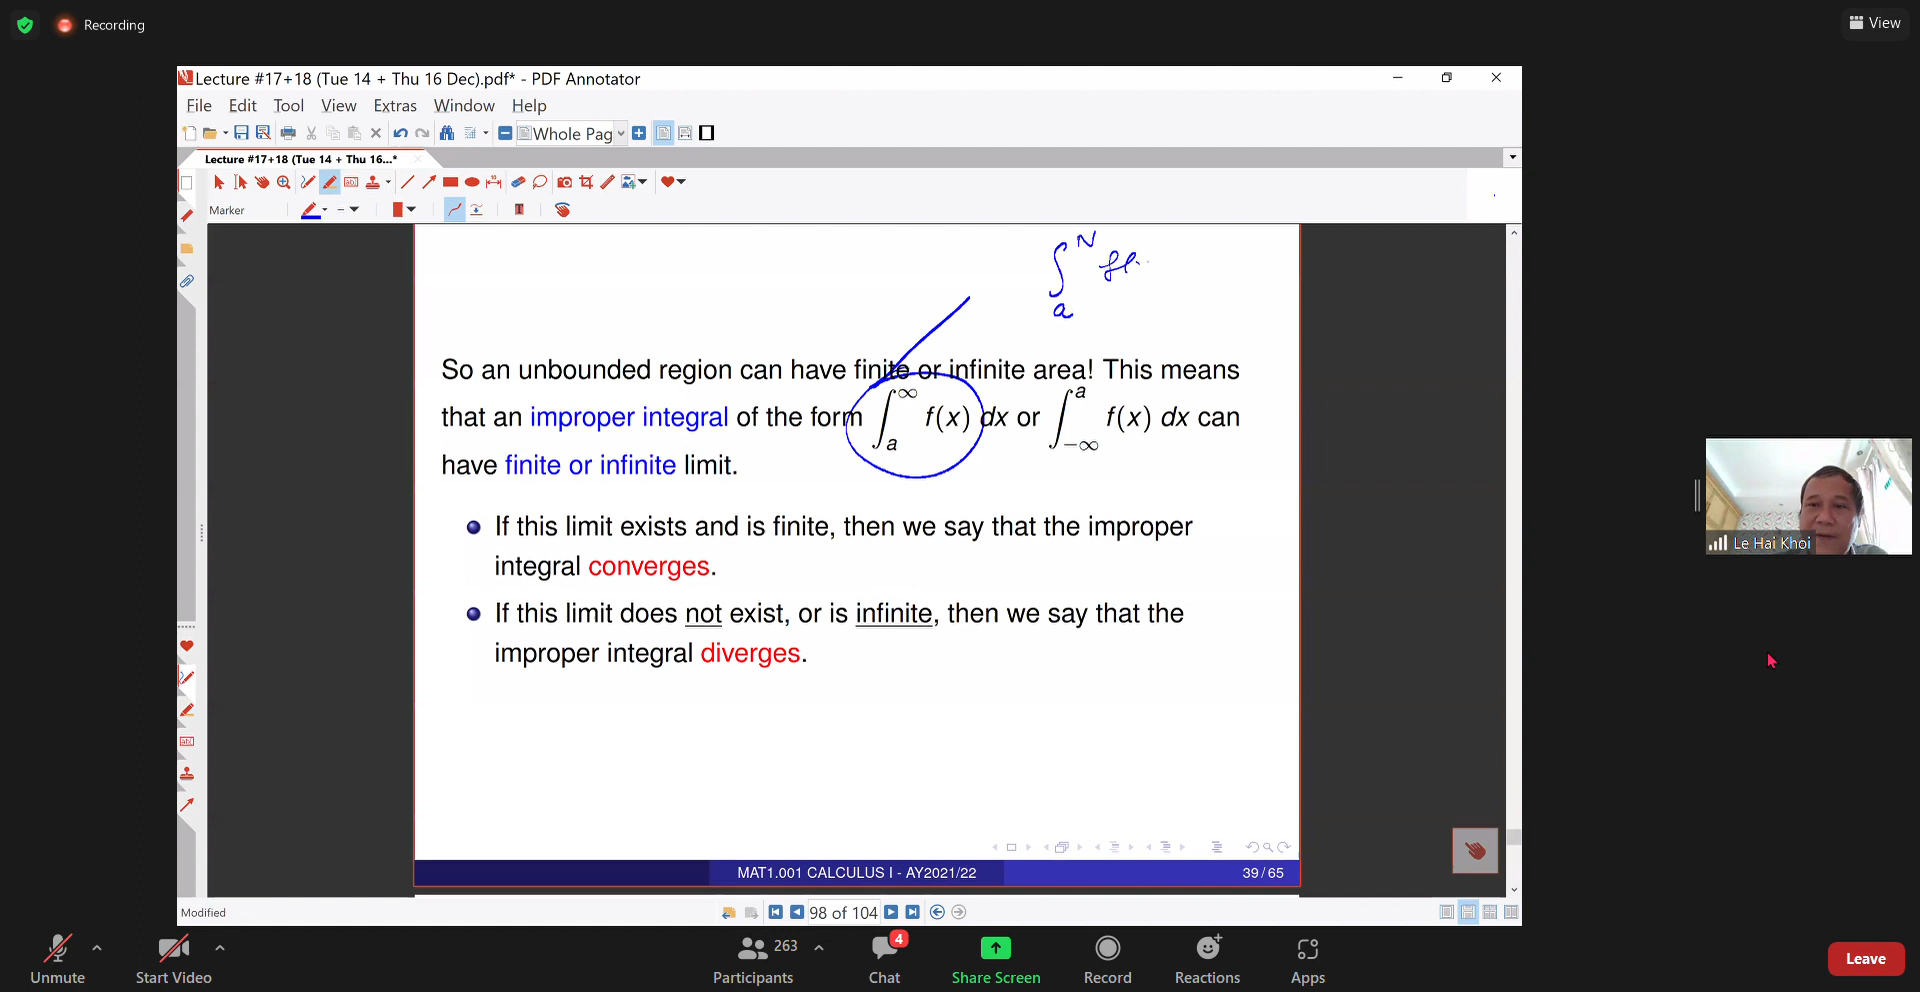 Recording
View
Lecture #17+18 (Tue 14 + Thu 16 Dec).pdf* - PDF Annotator
File Edit Tool View Extras Window Help
Whole Pag
Lecture #17+18 (Tue 14 + Thu 16...*
Marker
∫_a^N
So an unbounded region can have finite or infinite area! This means
that an improper integral of the form ∫_a^∞ f(x) dx or ∫_{-∞}^a f(x) dx can
have finite or infinite limit.
If this limit exists and is finite, then we say that the improper
integral converges.
If this limit does not exist, or is infinite, then we say that the
improper integral diverges.
Le Hai Khoi
MAT1.001 CALCULUS I - AY2021/22 39/65
Modified 98 of 104
263 4
Unmute Start Video Participants Chat Share Screen Record Reactions Apps Leave